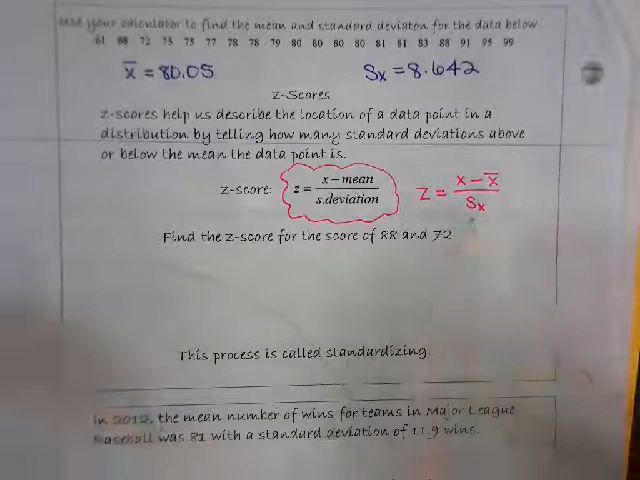 Use your calculator to find the mean and standard deviaton for the data below
61 68 72 75 75 77 78 78 79 80 80 80 80 81 81 83 88 91 95 99
x̄ = 80.05 Sx = 8.642
z-Scores
z-scores help us describe the location of a data point in a
distribution by telling how many standard deviations above
or below the mean the data point is.
z-score: z = x − mean / s.deviation z = x − x̄ / Sx
Find the z-score for the score of 88 and 72
This process is called standardizing.
In 2012, the mean number of wins for teams in Major League
Baseball was 81 with a standard deviation of 11.9 wins.